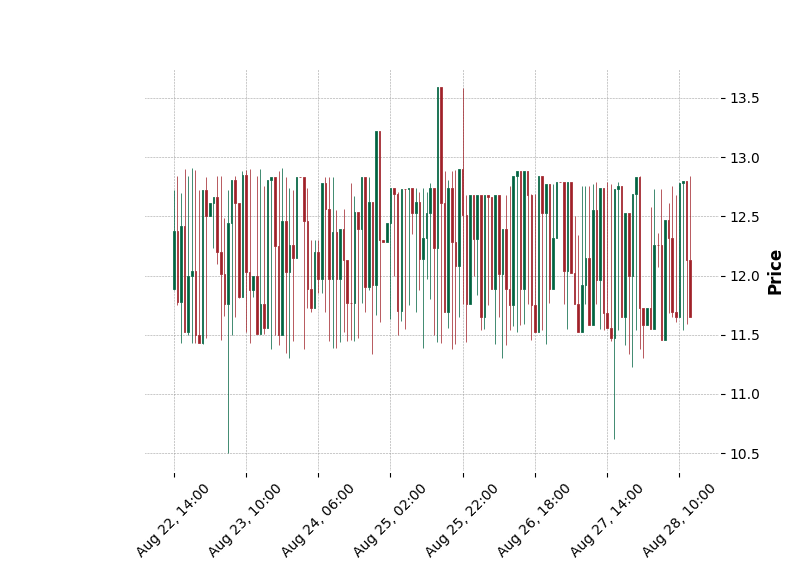 13.5
13.0
12.5
12.0
11.5
11.0
10.5
Price
Aug 22, 14:00
Aug 23, 10:00
Aug 24, 06:00
Aug 25, 02:00
Aug 25, 22:00
Aug 26, 18:00
Aug 27, 14:00
Aug 28, 10:00